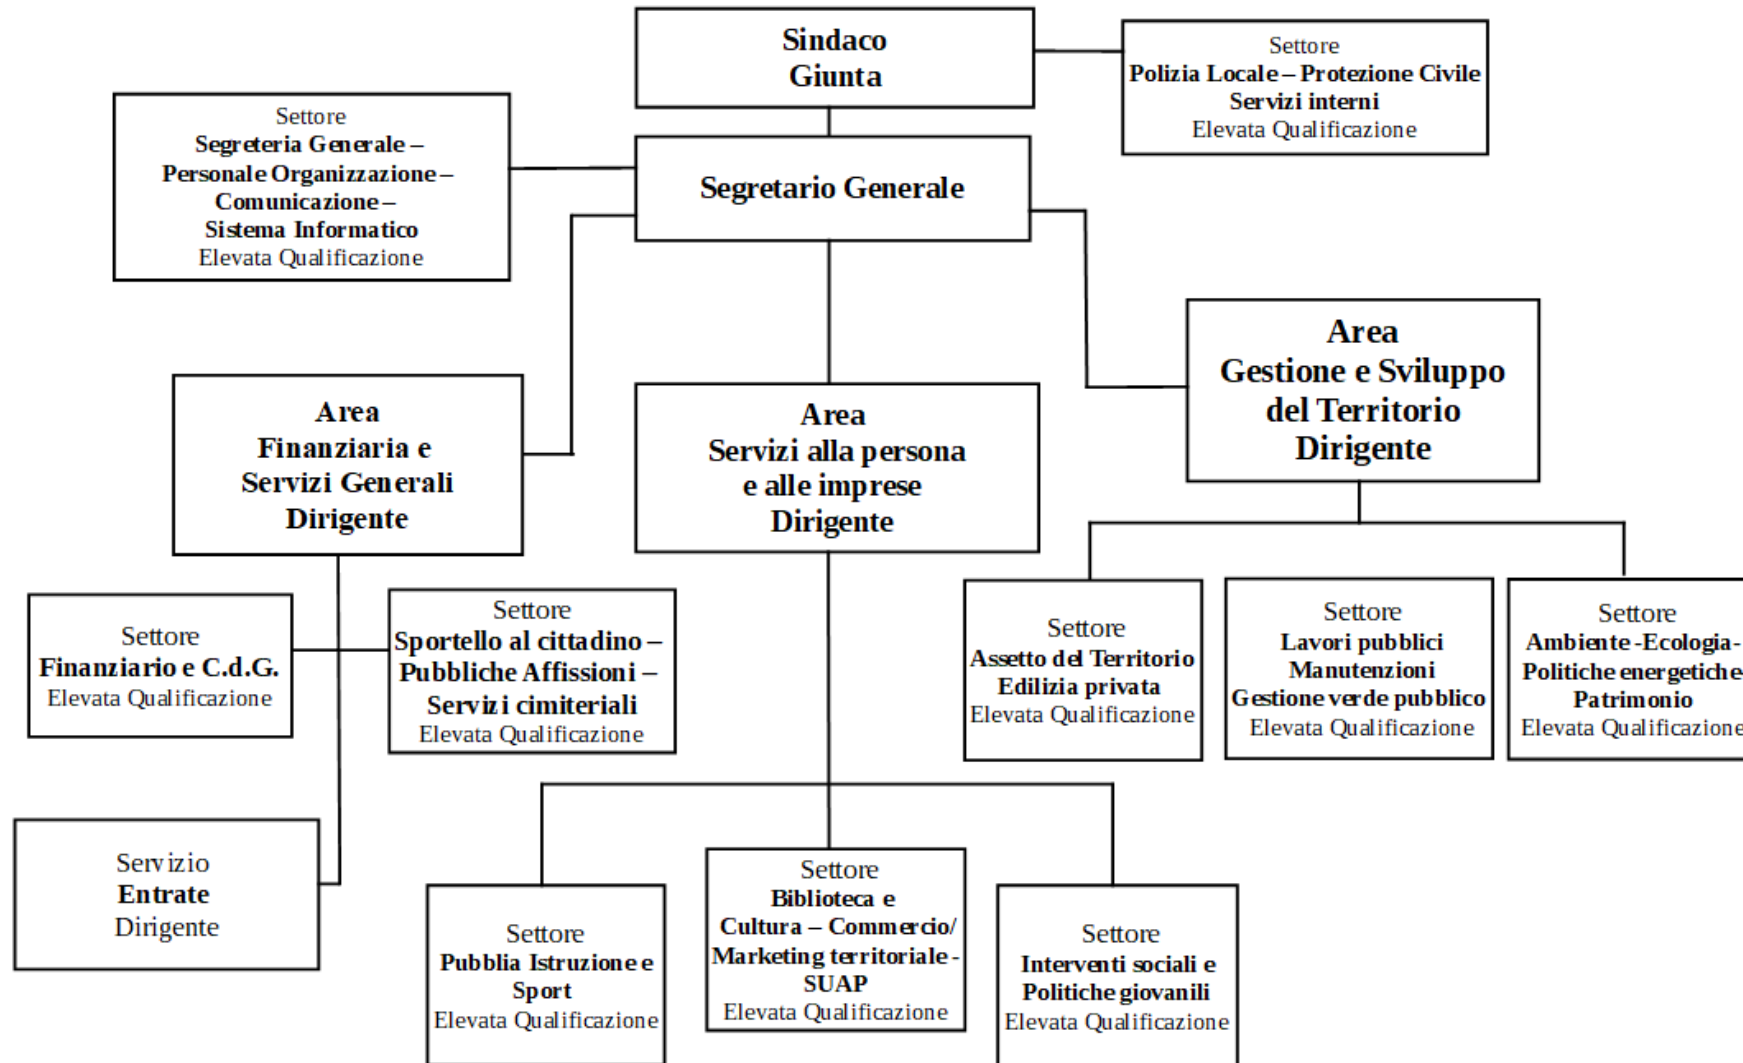 Sindaco
Giunta
Settore
Polizia Locale – Protezione Civile
Servizi interni
Elevata Qualificazione
Settore
Segreteria Generale –
Personale Organizzazione –
Comunicazione –
Sistema Informatico
Elevata Qualificazione
Segretario Generale
Area
Gestione e Sviluppo
del Territorio
Dirigente
Area
Finanziaria e
Servizi Generali
Dirigente
Area
Servizi alla persona
e alle imprese
Dirigente
Settore
Finanziario e C.d.G.
Elevata Qualificazione
Settore
Sportello al cittadino –
Pubbliche Affissioni –
Servizi cimiteriali
Elevata Qualificazione
Settore
Assetto del Territorio
Edilizia privata
Elevata Qualificazione
Settore
Lavori pubblici
Manutenzioni
Gestione verde pubblico
Elevata Qualificazione
Settore
Ambiente -Ecologia-
Politiche energetiche-
Patrimonio
Elevata Qualificazione
Servizio
Entrate
Dirigente
Settore
Pubblia Istruzione e
Sport
Elevata Qualificazione
Settore
Biblioteca e
Cultura – Commercio/
Marketing territoriale -
SUAP
Elevata Qualificazione
Settore
Interventi sociali e
Politiche giovanili
Elevata Qualificazione